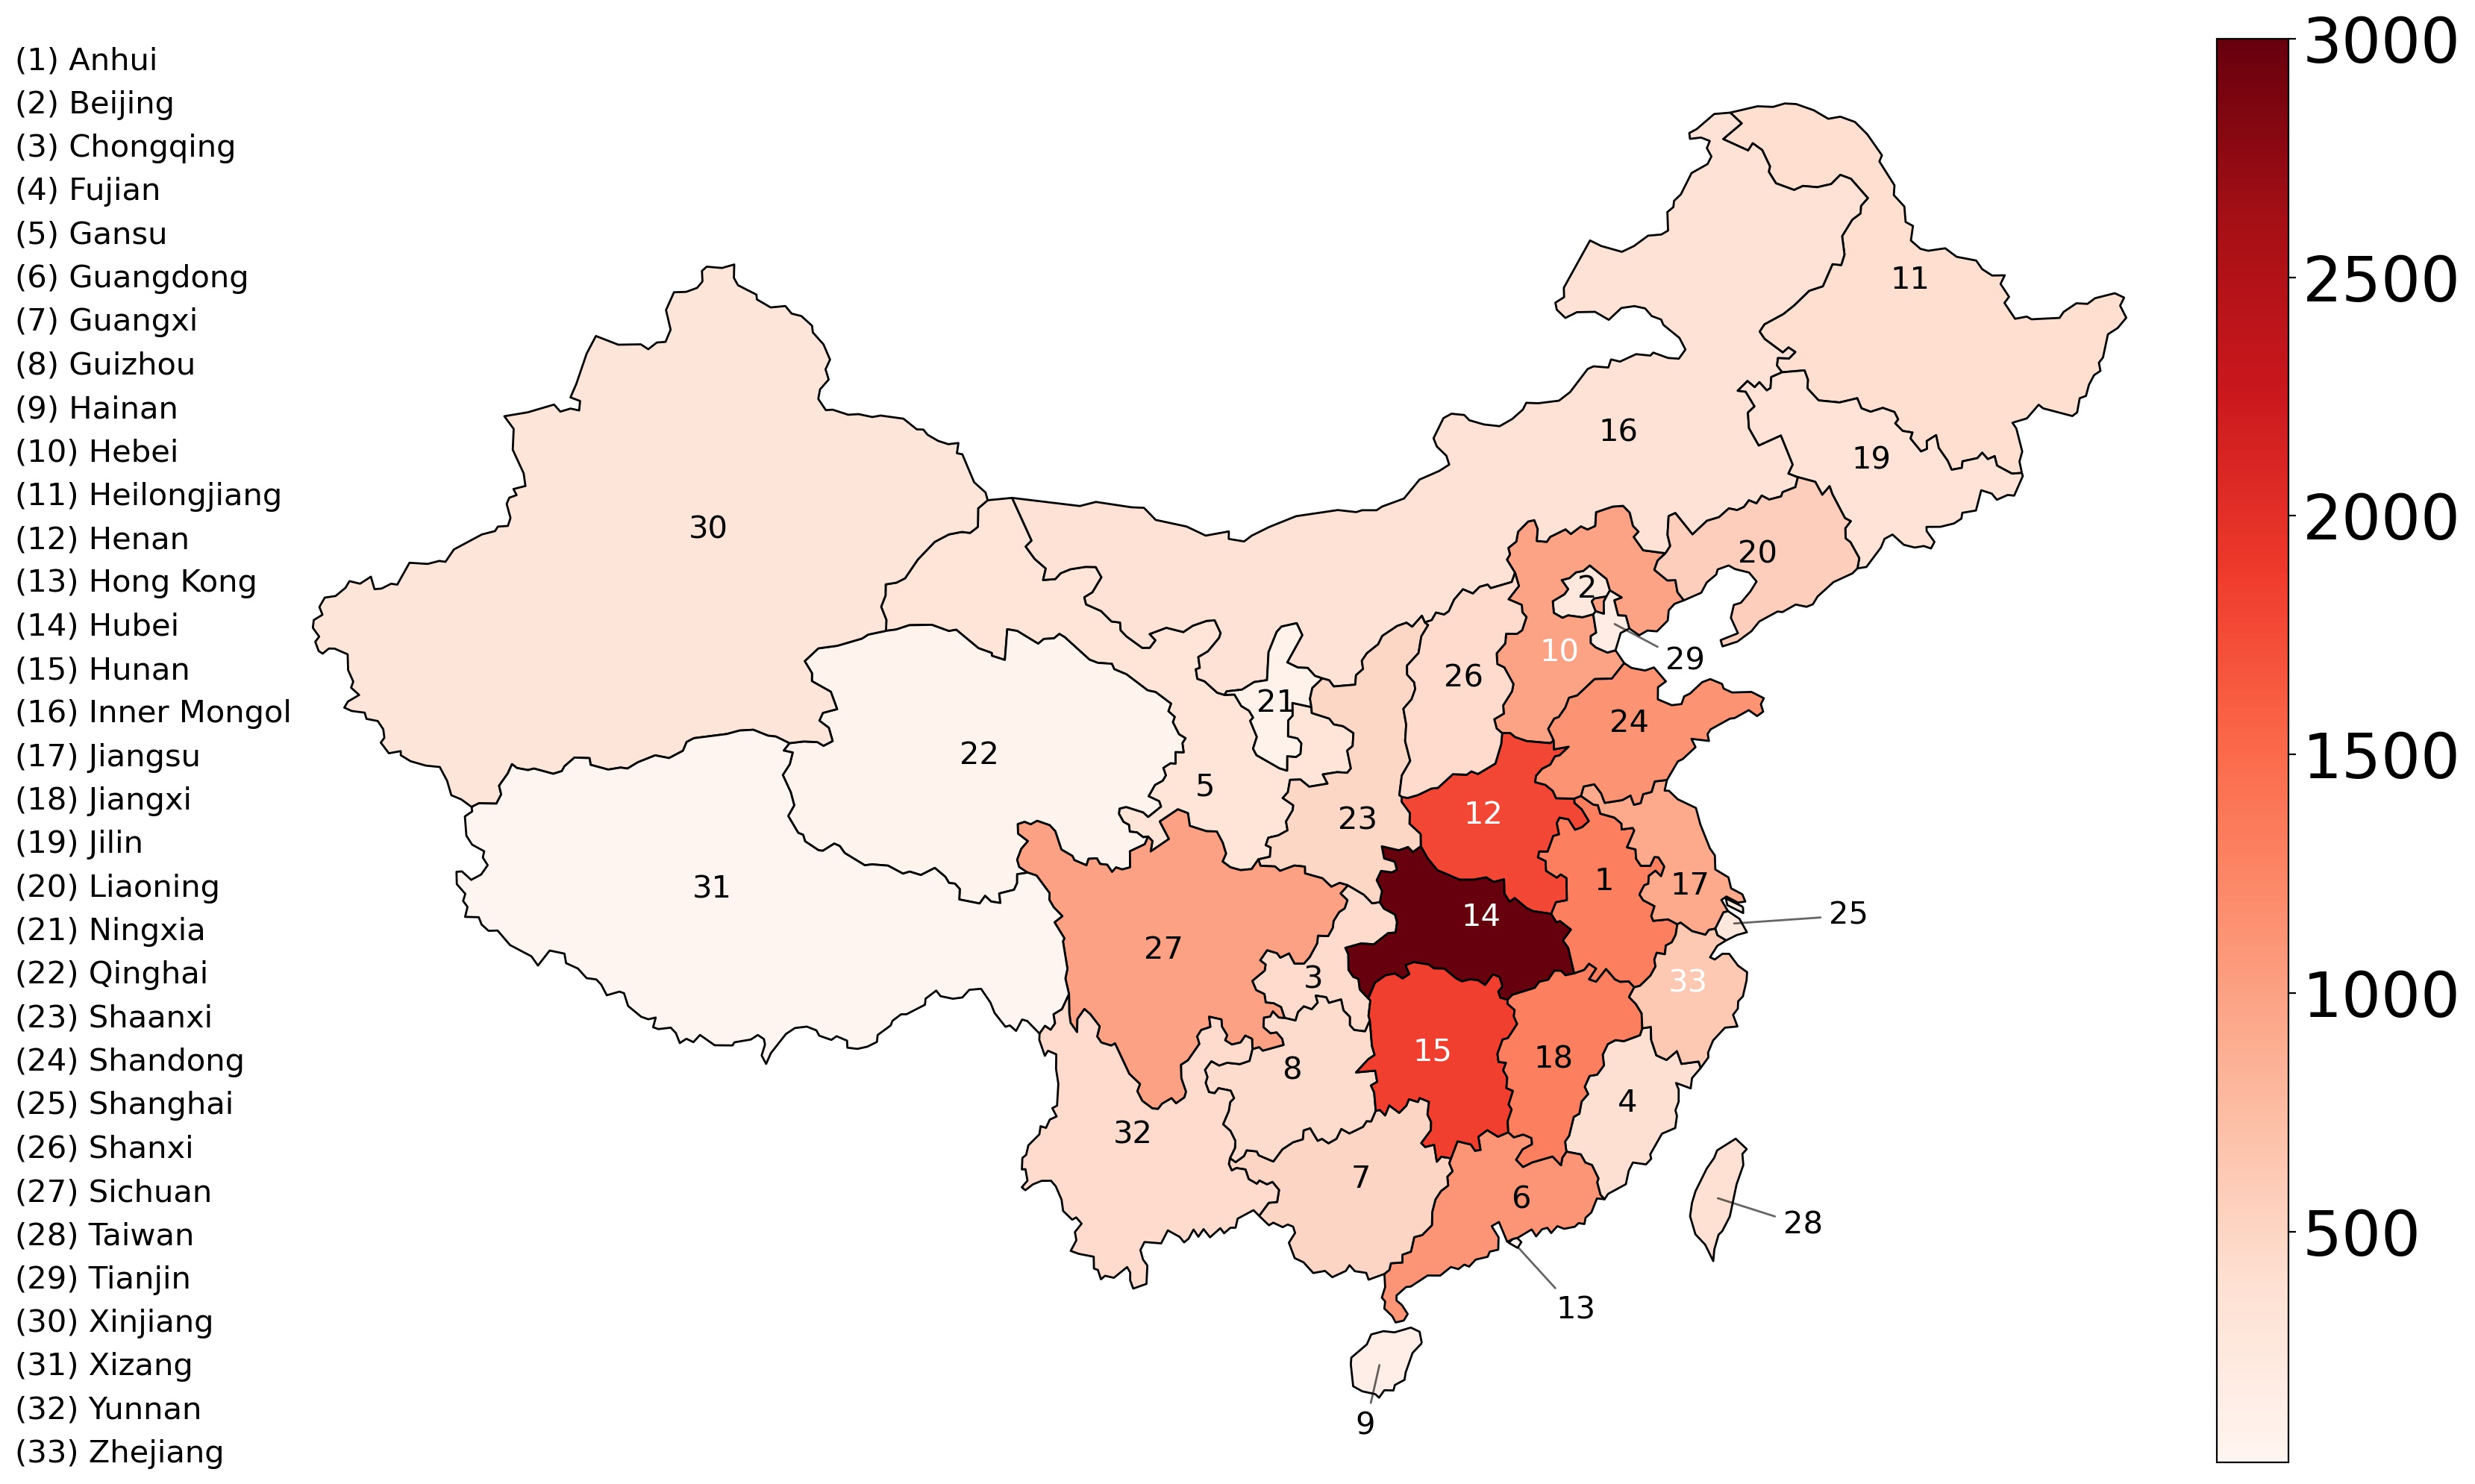 (1) Anhui
(2) Beijing
(3) Chongqing
(4) Fujian
(5) Gansu
(6) Guangdong
(7) Guangxi
(8) Guizhou
(9) Hainan
(10) Hebei
(11) Heilongjiang
(12) Henan
(13) Hong Kong
(14) Hubei
(15) Hunan
(16) Inner Mongol
(17) Jiangsu
(18) Jiangxi
(19) Jilin
(20) Liaoning
(21) Ningxia
(22) Qinghai
(23) Shaanxi
(24) Shandong
(25) Shanghai
(26) Shanxi
(27) Sichuan
(28) Taiwan
(29) Tianjin
(30) Xinjiang
(31) Xizang
(32) Yunnan
(33) Zhejiang
11
16
19
30
20
2
10
29
26
21
24
22
5
12
23
1
17
31
25
14
27
3
33
15
18
8
4
32
7
6
28
13
9
3000
2500
2000
1500
1000
500